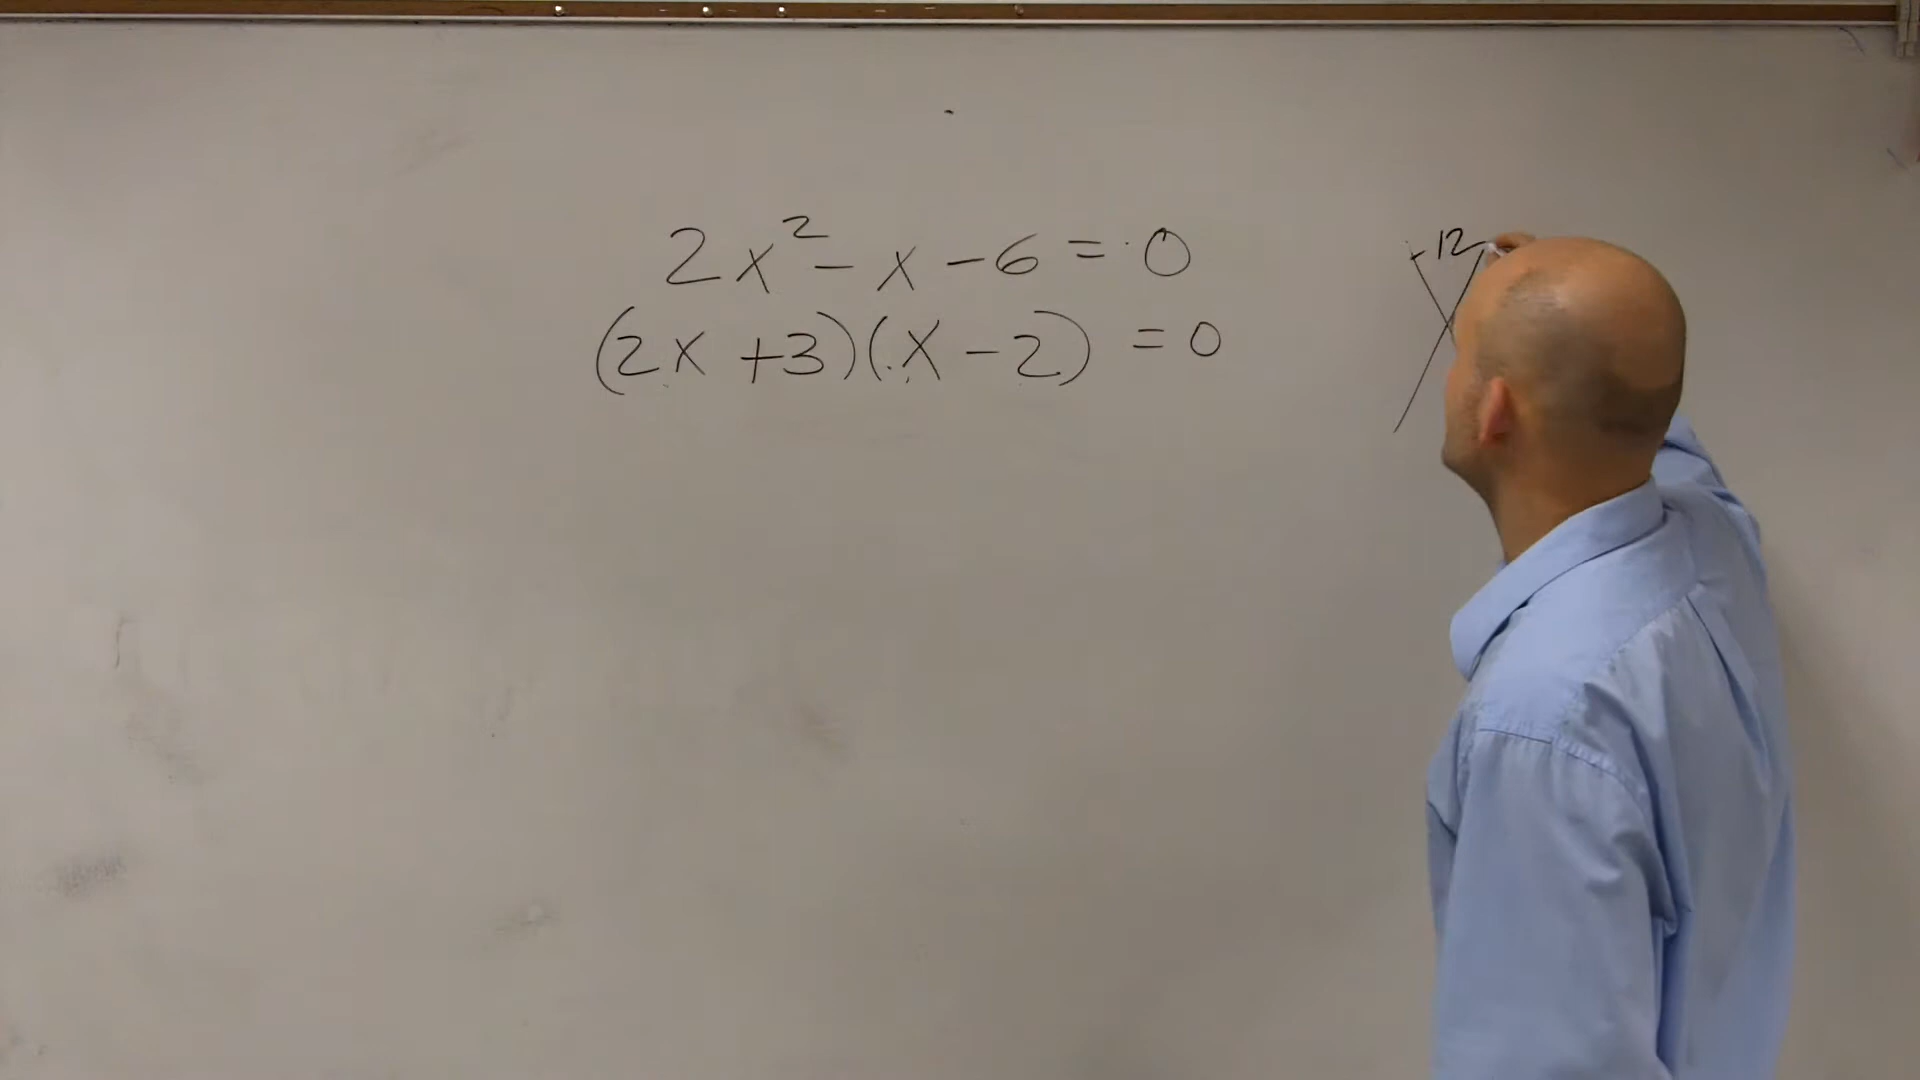 2x² - x - 6 = 0
(2x + 3)(x - 2) = 0
-12